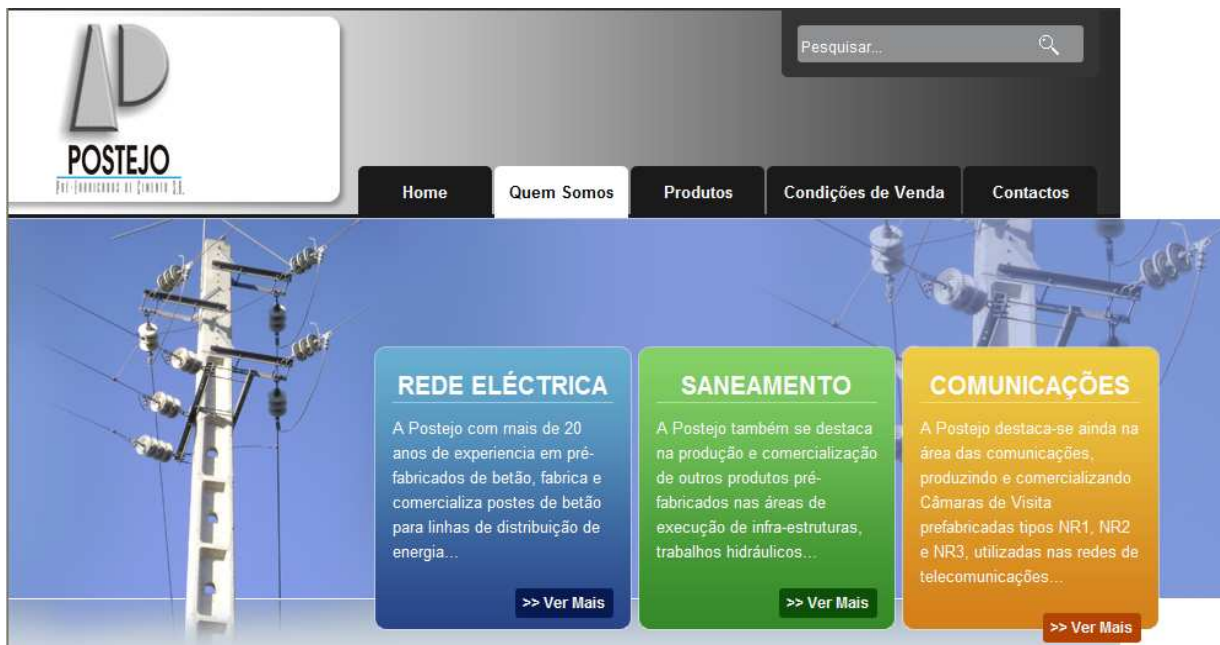 POSTEJO
PRÉ-FABRICADOS DE CIMENTO S.A.
Pesquisar...
Home
Quem Somos
Produtos
Condições de Venda
Contactos
REDE ELÉCTRICA
A Postejo com mais de 20
anos de experiencia em pré-
fabricados de betão, fabrica e
comercializa postes de betão
para linhas de distribuição de
energia...
>> Ver Mais
SANEAMENTO
A Postejo também se destaca
na produção e comercialização
de outros produtos pré-
fabricados nas áreas de
execução de infra-estruturas,
trabalhos hidráulicos...
>> Ver Mais
COMUNICAÇÕES
A Postejo destaca-se ainda na
área das comunicações,
produzindo e comercializando
Câmaras de Visita
prefabricadas tipos NR1, NR2
e NR3, utilizadas nas redes de
telecomunicações...
>> Ver Mais